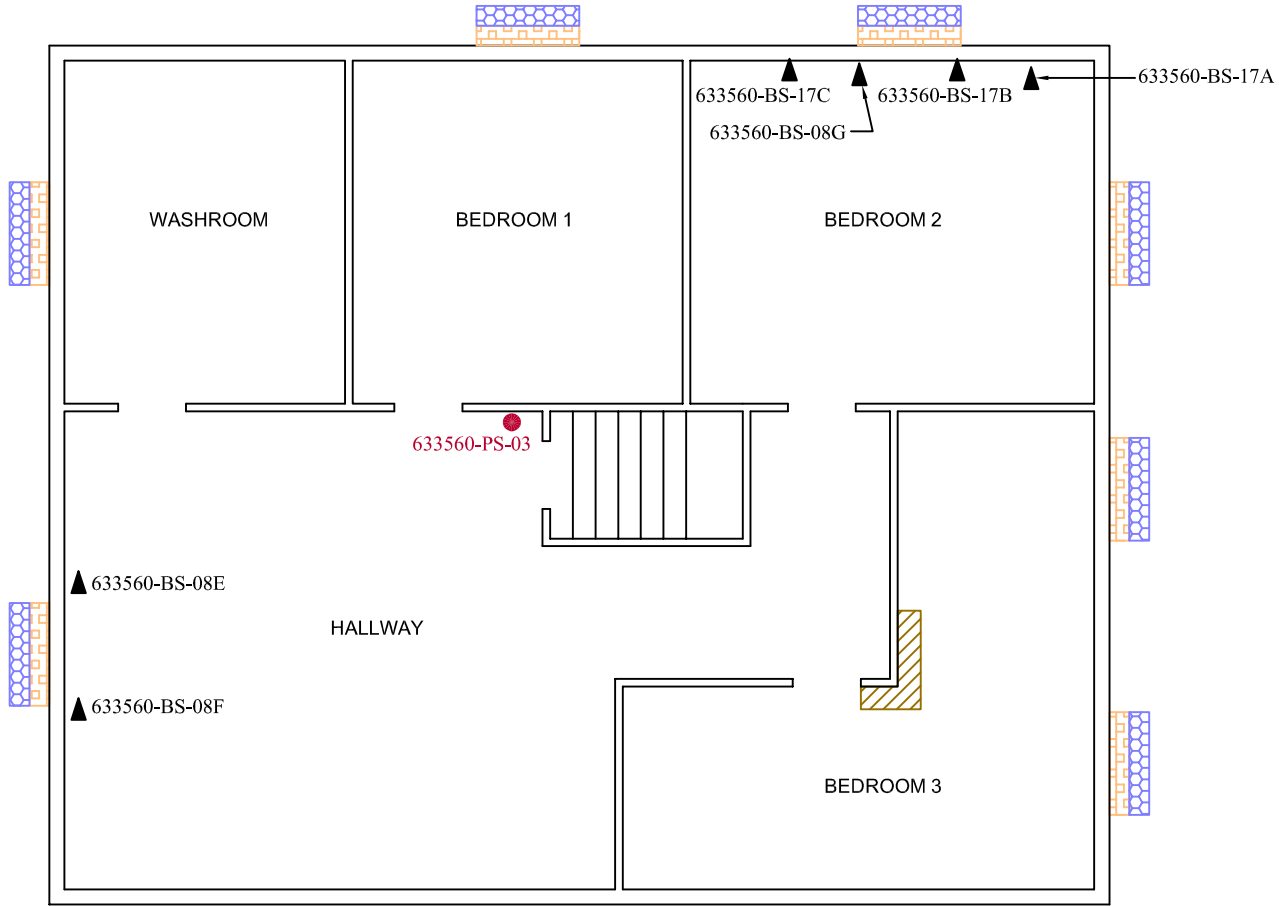 633560-BS-17A
633560-BS-17C
633560-BS-17B
633560-BS-08G
WASHROOM
BEDROOM 1
BEDROOM 2
633560-PS-03
633560-BS-08E
HALLWAY
633560-BS-08F
BEDROOM 3